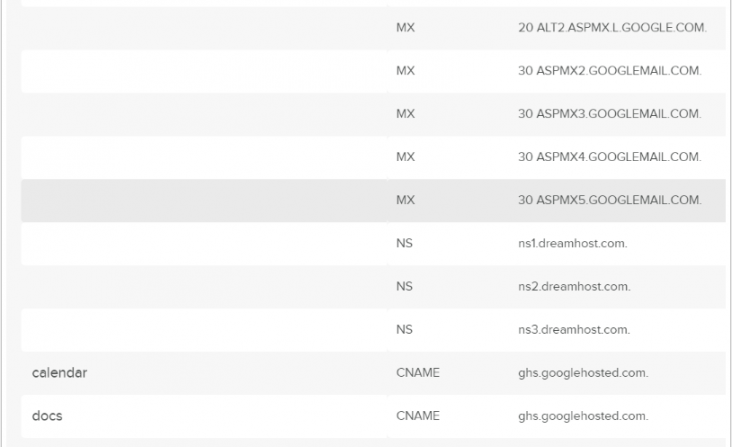 MX 20 ALT2.ASPMX.L.GOOGLE.COM.
MX 30 ASPMX2.GOOGLEMAIL.COM.
MX 30 ASPMX3.GOOGLEMAIL.COM.
MX 30 ASPMX4.GOOGLEMAIL.COM.
MX 30 ASPMX5.GOOGLEMAIL.COM.
NS ns1.dreamhost.com.
NS ns2.dreamhost.com.
NS ns3.dreamhost.com.
calendar CNAME ghs.googlehosted.com.
docs CNAME ghs.googlehosted.com.